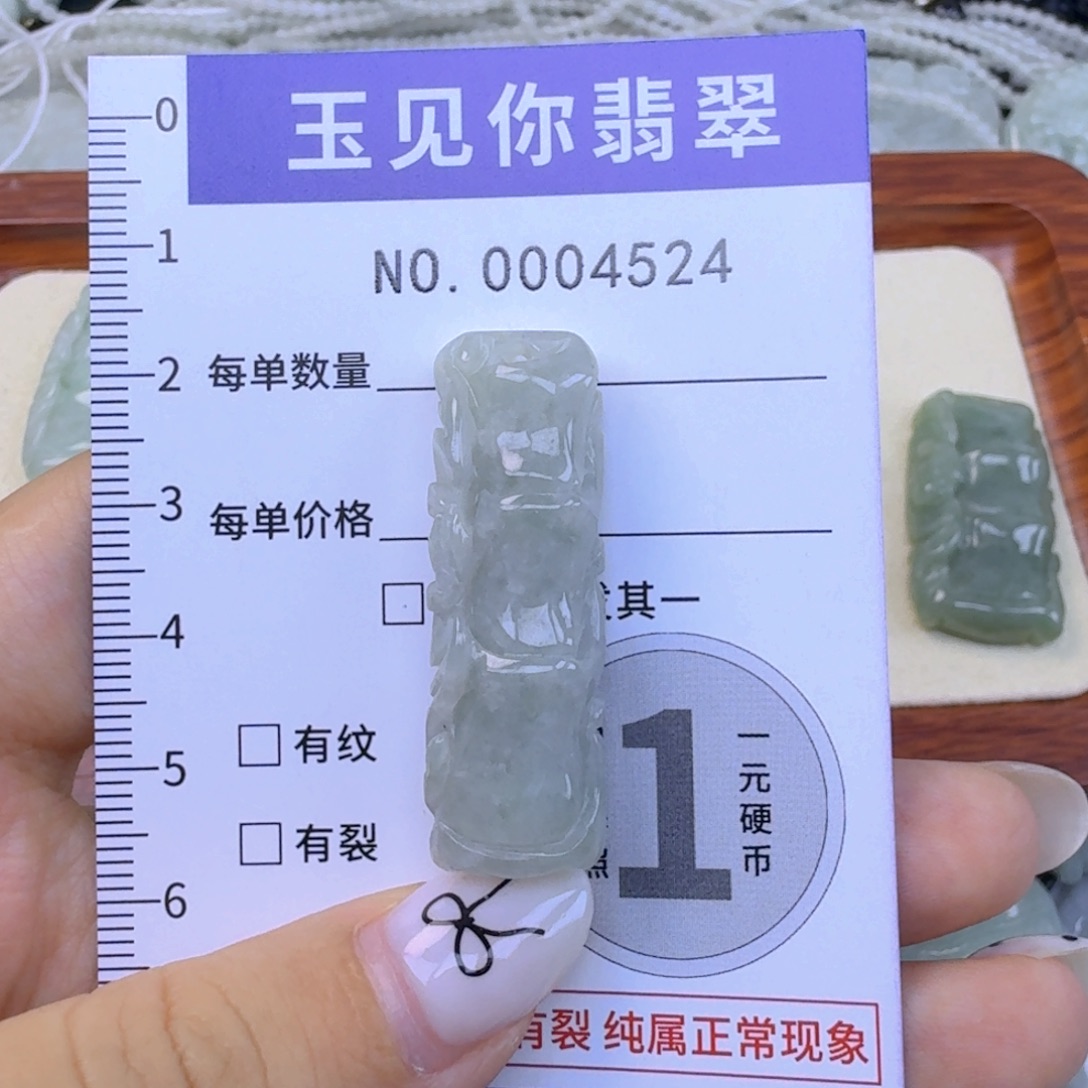 玉见你翡翠
NO. 0004524
0
1
2
3
4
5
6
每单数量
每单价格
其一
有纹
有裂
1
一元硬币
有裂 纯属正常现象